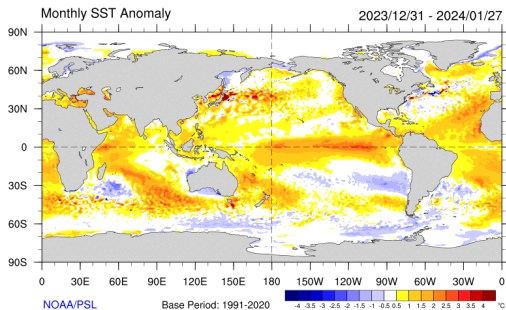 Monthly SST Anomaly 2023/12/31 - 2024/01/27
90N
60N
30N
0
30S
60S
90S
0 30E 60E 90E 120E 150E 180 150W 120W 90W 60W 30W 0
NOAA/PSL Base Period: 1991-2020
-4 -3.5 -3 -2.5 -2 -1.5 -1 -0.5 0.5 1 1.5 2 2.5 3 3.5 4 °C